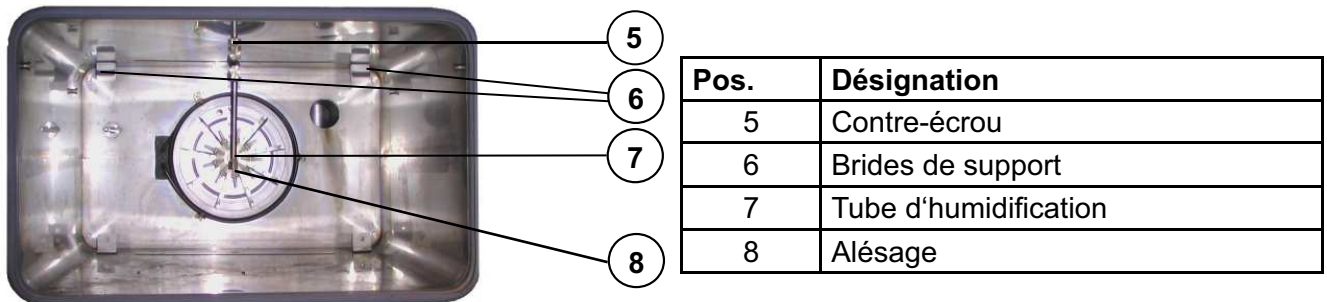 5
6
7
8
Pos. Désignation
5 Contre-écrou
6 Brides de support
7 Tube d‘humidification
8 Alésage